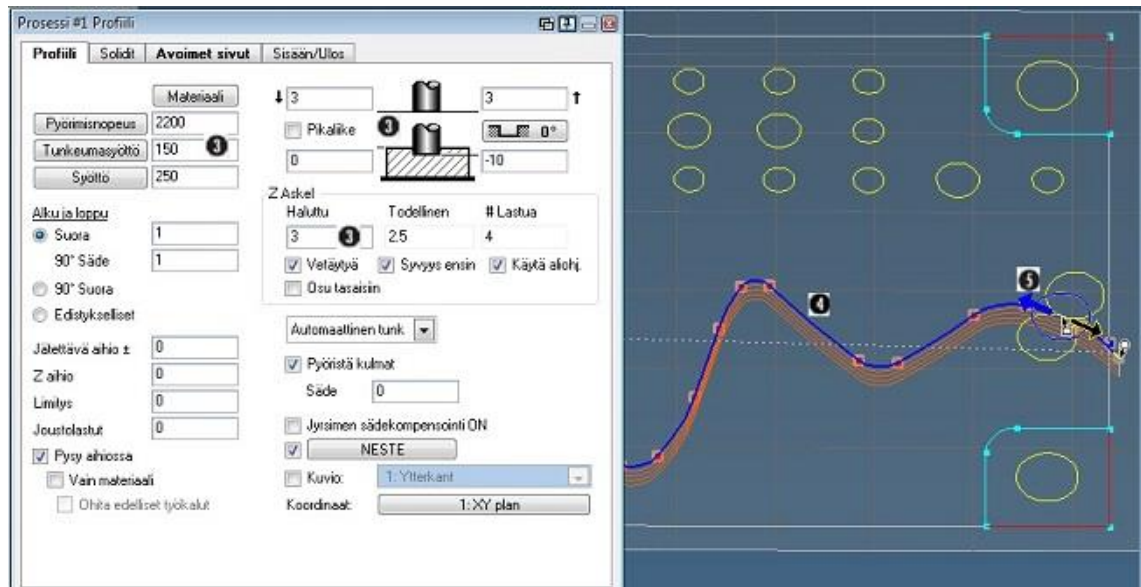 Prosessi #1 Profiili
Profiili Solidit Avoimet sivut Sisään/Ulos
Materiaali
Pyörimisnopeus 2200
Tunkeumasyöttö 150 3
Syöttö 250
3 3
Pikaliike 3 0°
0 -10
Z Askel
Haluttu Todellinen # Lastua
3 3 2.5 4
Vetäytyä Syvyys ensin Käytä aliohj.
Osu tasaisiin
Alku ja loppu
Suora 1
90° Säde 1
90° Suora
Edistykselliset
Jätettävä aihio ± 0
Z aihio 0
Limitys 0
Joustolastut 0
Pysy aihiossa
Vain materiaali
Ohita edelliset työkalut
Automaattinen tunk
Pyöristä kulmat
Säde 0
Jyrsimen sädekompensointi ON
NESTE
Kuvio: 1: Ytterkant
Koordinaat: 1: XY plan
4
5